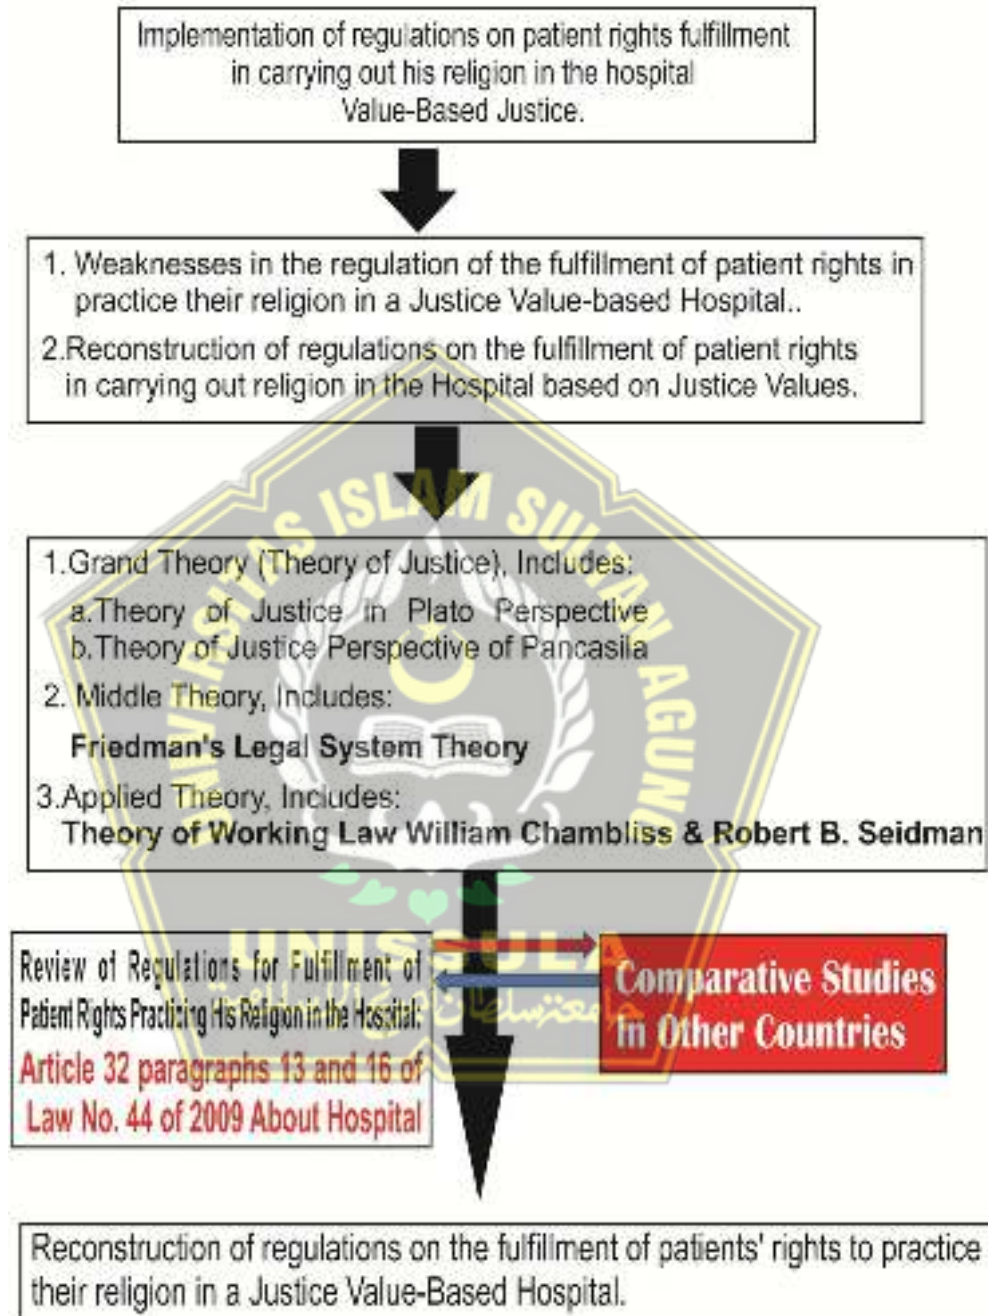 Implementation of regulations on patient rights fulfillment
in carrying out his religion in the hospital
Value-Based Justice.
1. Weaknesses in the regulation of the fulfillment of patient rights in
practice their religion in a Justice Value-based Hospital..
2.Reconstruction of regulations on the fulfillment of patient rights
in carrying out religion in the Hospital based on Justice Values.
1.Grand Theory (Theory of Justice), Includes:
a.Theory of Justice in Plato Perspective
b.Theory of Justice Perspective of Pancasila
2. Middle Theory, Includes:
Friedman's Legal System Theory
3.Applied Theory, Includes:
Theory of Working Law William Chambliss & Robert B. Seidman
UNIVERSITAS ISLAM SULTAN AGUNG
UNISSULA
جامعتسلطان أجونج الإسلامية
Review of Regulations for Fulfillment of
Patient Rights Practicing His Religion in the Hospital:
Article 32 paragraphs 13 and 16 of
Law No. 44 of 2009 About Hospital
Comparative Studies
In Other Countries
Reconstruction of regulations on the fulfillment of patients' rights to practice
their religion in a Justice Value-Based Hospital.